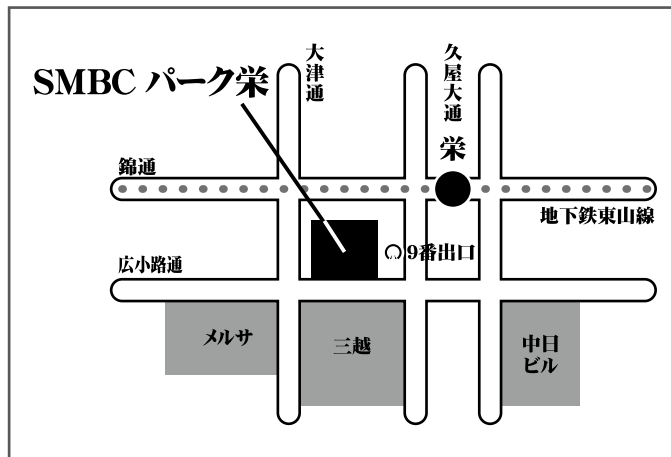 SMBC パーク栄
大津通
久屋大通
栄
錦通
地下鉄東山線
9番出口
広小路通
メルサ
三越
中日
ビル